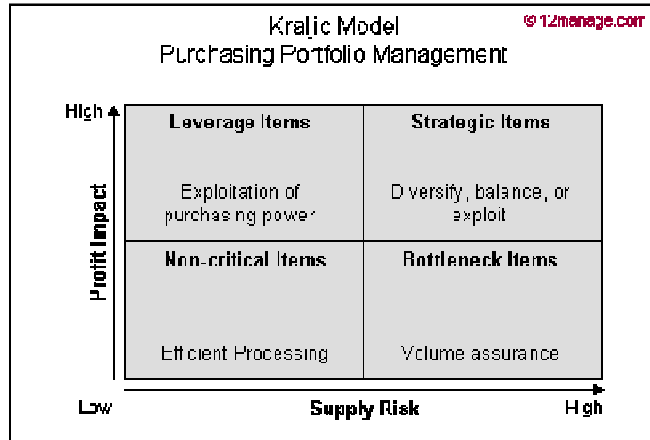 Kraljic Model
© 12manage.com
Purchasing Portfolio Management
High
Leverage Items
Strategic Items
Exploitation of
purchasing power
Diversify, balance, or
exploit
Profit Impact
Non-critical Items
Bottleneck Items
Efficient Processing
Volume assurance
Low
Supply Risk
High